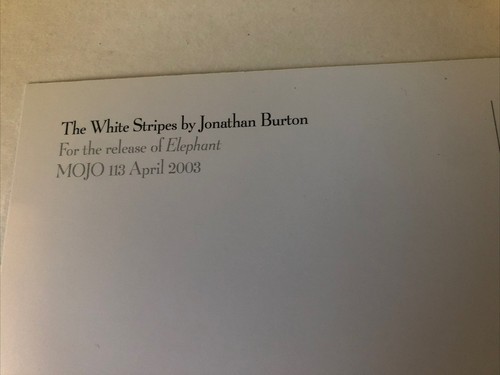 The White Stripes by Jonathan Burton
For the release of Elephant
MOJO 113 April 2003